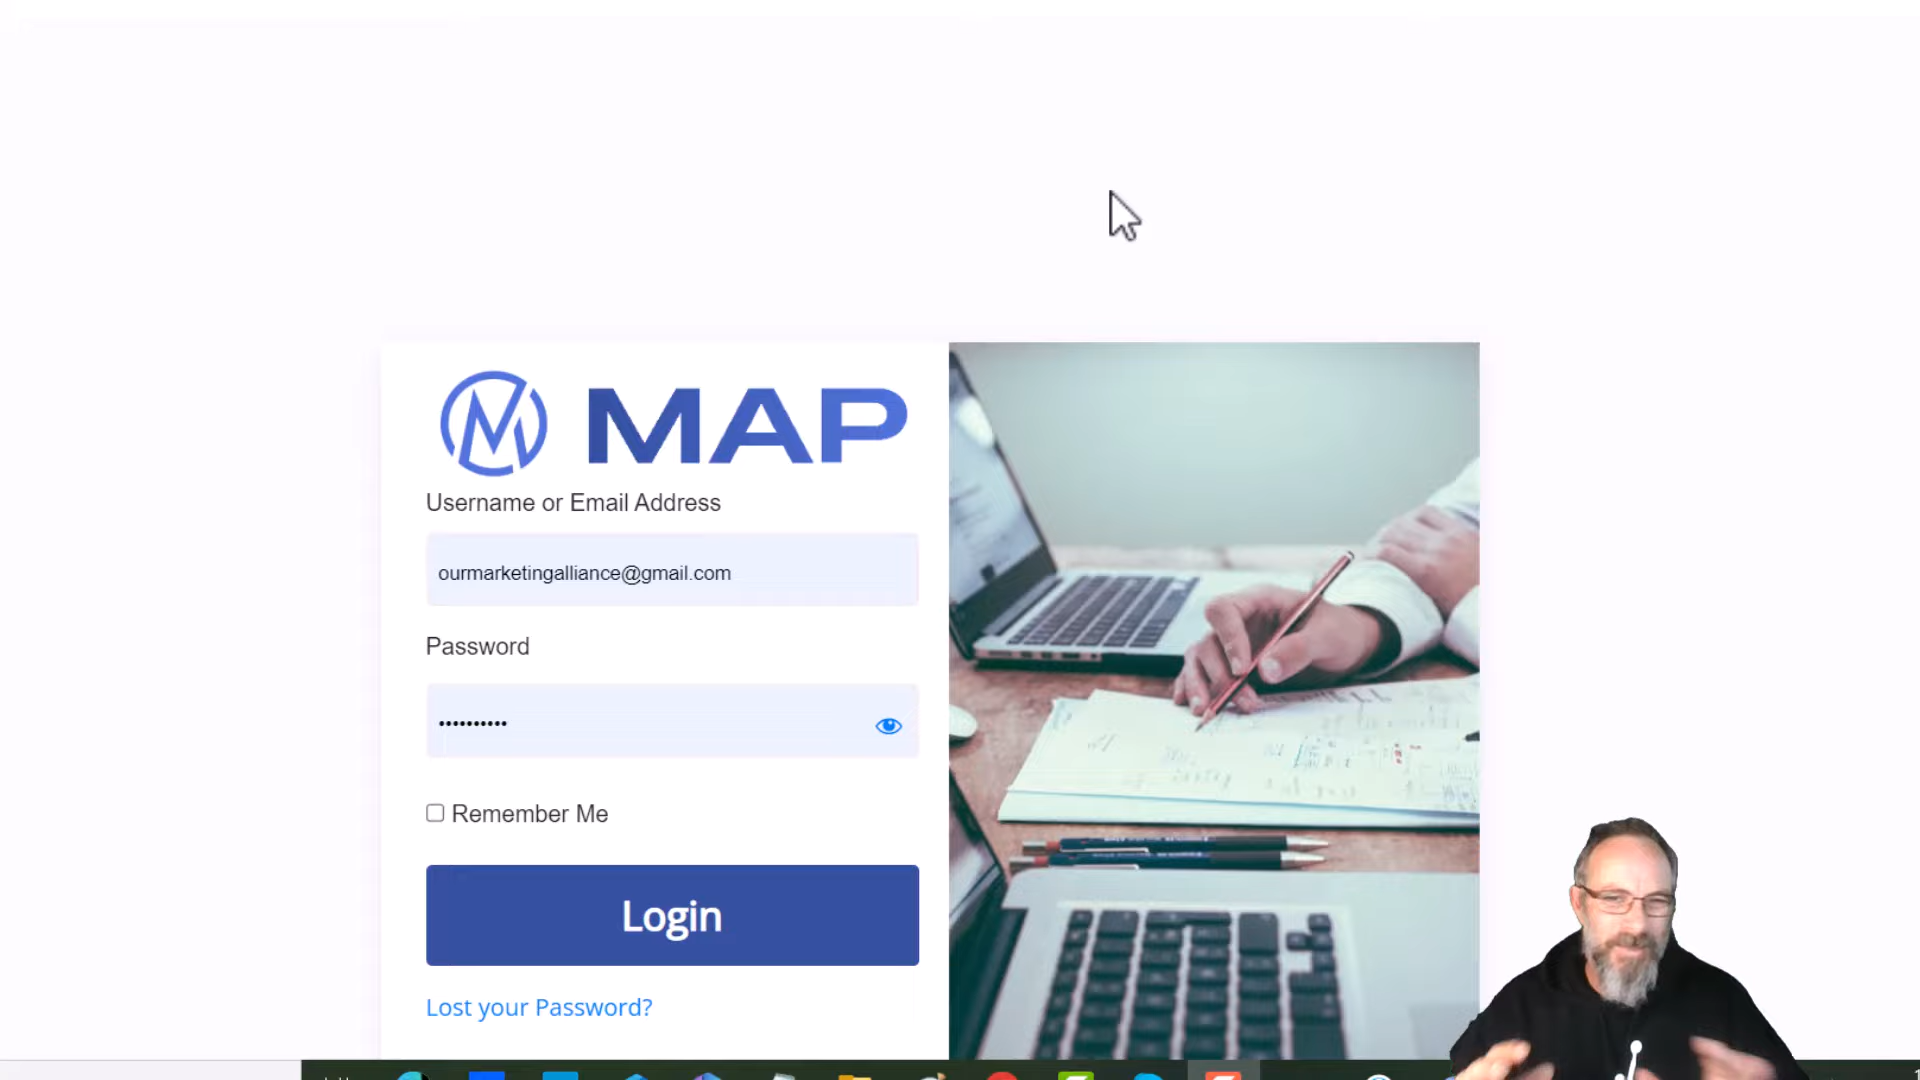 MAP
Username or Email Address
ourmarketingalliance@gmail.com
Password
••••••••••
Remember Me
Login
Lost your Password?